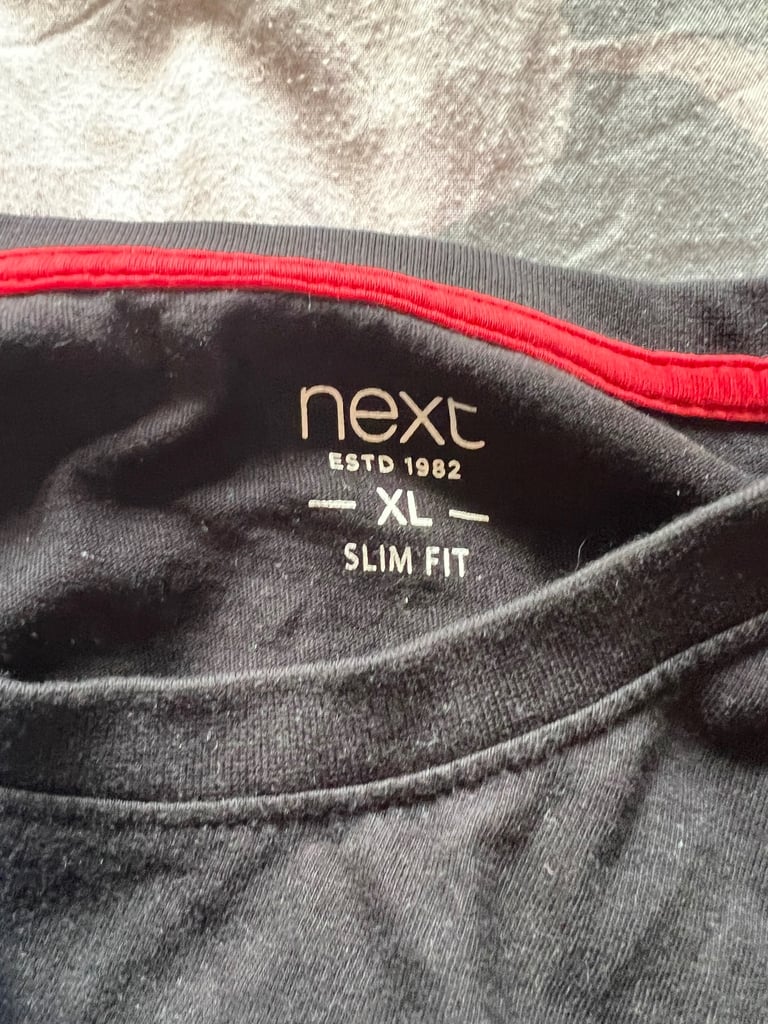 next
ESTD 1982
XL
SLIM FIT